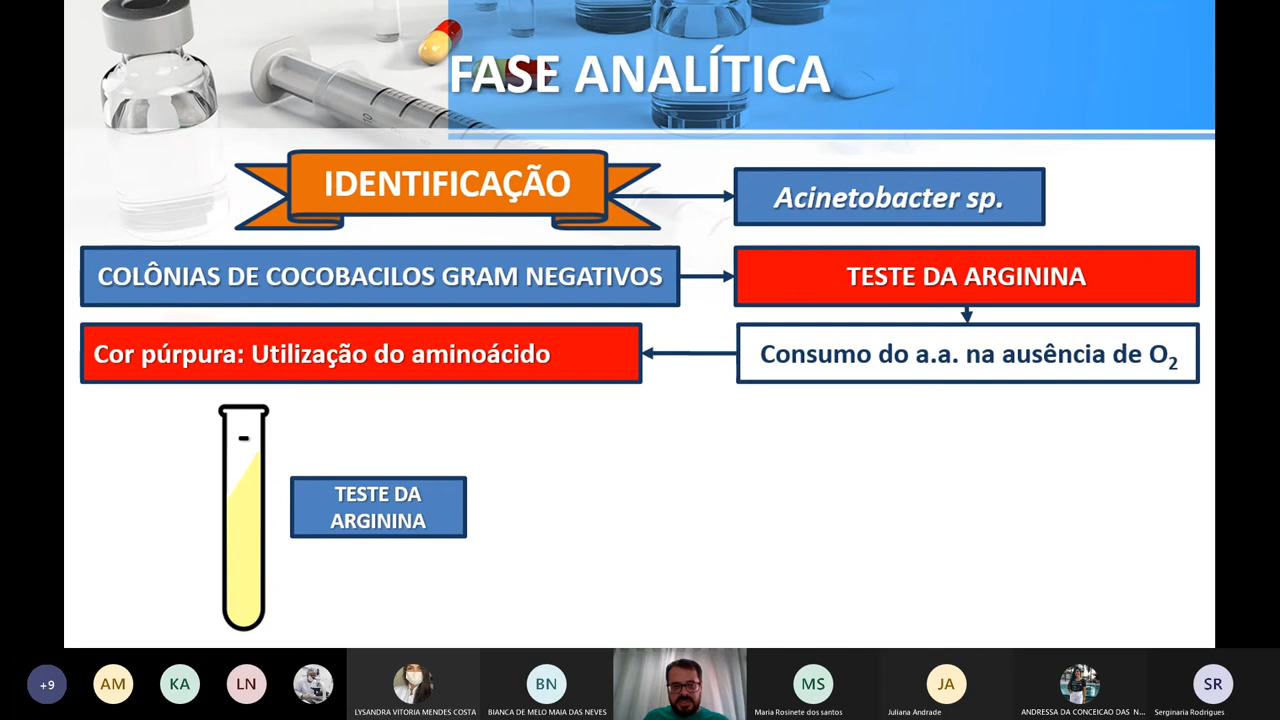 FASE ANALÍTICA
IDENTIFICAÇÃO
Acinetobacter sp.
COLÔNIAS DE COCOBACILOS GRAM NEGATIVOS
TESTE DA ARGININA
Cor púrpura: Utilização do aminoácido
Consumo do a.a. na ausência de O2
-
TESTE DA
ARGININA
+9
AM
KA
LN
LYSANDRA VITORIA MENDES COSTA
BN
BIANCA DE MELO MAIA DAS NEVES
MS
Maria Rosinete dos santos
JA
Juliana Andrade
ANDRESSA DA CONCEICAO DAS N...
SR
Serginaria Rodrigues